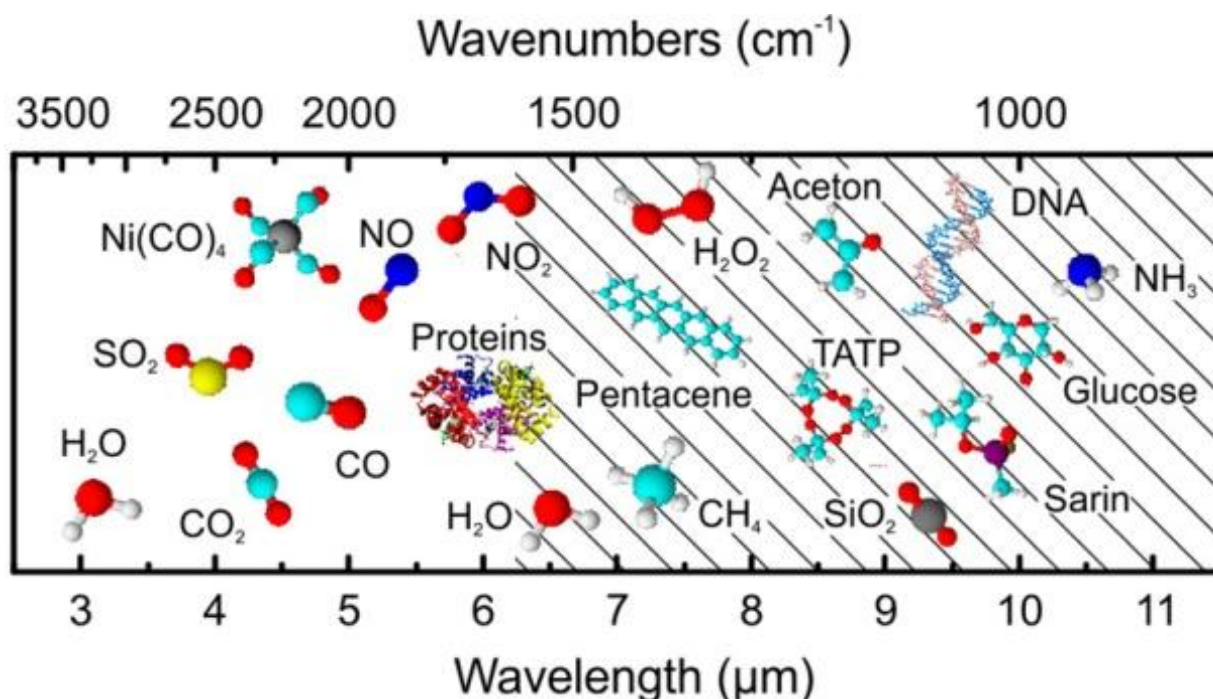 Wavenumbers (cm⁻¹)
3500 2500 2000 1500 1000
Ni(CO)₄
NO
NO₂
H₂O₂
Aceton
DNA
NH₃
SO₂
Proteins
Pentacene
TATP
Glucose
H₂O
CO₂
CO
H₂O
CH₄
SiO₂
Sarin
3 4 5 6 7 8 9 10 11
Wavelength (µm)